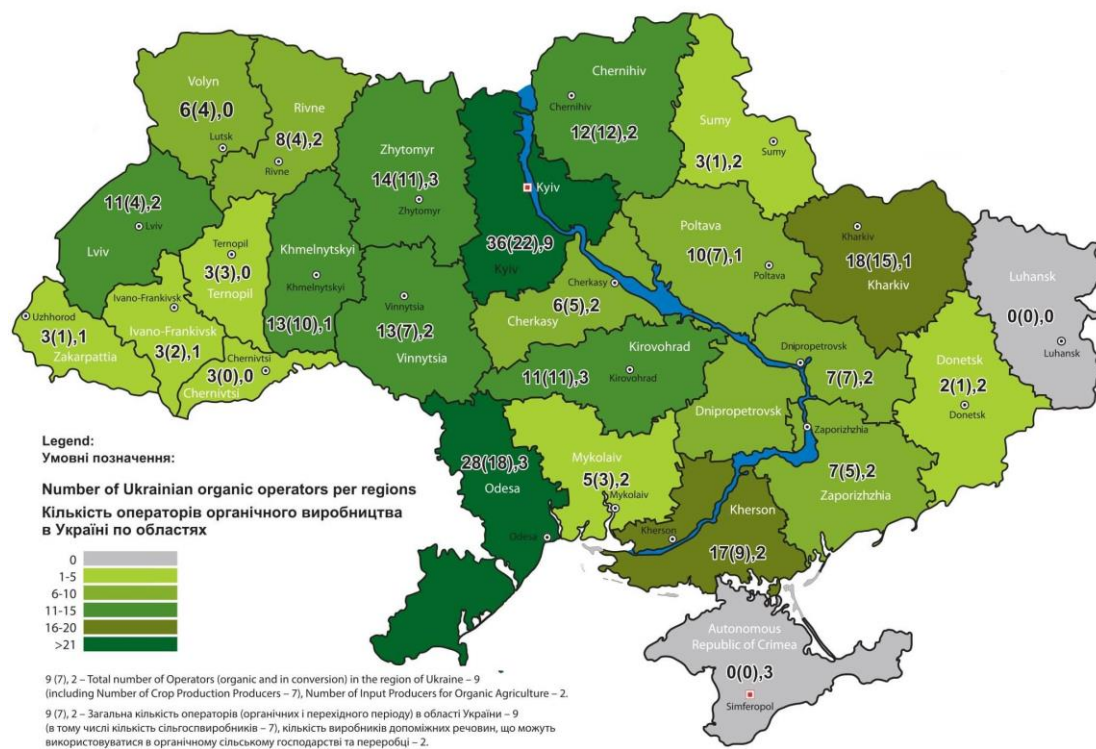 Volyn
6(4),0
Lutsk
Rivne
8(4),2
Rivne
Zhytomyr
14(11),3
Zhytomyr
Kyiv
36(22),9
Kyiv
Chernihiv
Chernihiv
12(12),2
Sumy
Sumy
3(1),2
11(4),2
Lviv
Lviv
Ternopil
3(3),0
Ternopil
Khmelnytskyi
Khmelnytskyi
13(10),1
Vinnytsia
13(7),2
Vinnytsia
Cherkasy
6(5),2
Cherkasy
Poltava
10(7),1
Poltava
Kharkiv
18(15),1
Kharkiv
Luhansk
0(0),0
Luhansk
Uzhhorod
3(1),1
Zakarpattia
Ivano-Frankivsk
Ivano-Frankivsk
3(2),1
Chernivtsi
3(0),0
Chernivtsi
Kirovohrad
11(11),3
Kirovohrad
Dnipropetrovsk
7(7),2
Dnipropetrovsk
Donetsk
2(1),2
Donetsk
Zaporizhzhia
7(5),2
Zaporizhzhia
28(18),3
Odesa
Odesa
Mykolaiv
5(3),2
Mykolaiv
Kherson
Kherson
17(9),2
Autonomous
Republic of Crimea
0(0),3
Simferopol
Legend:
Умовні позначення:
Number of Ukrainian organic operators per regions
Кількість операторів органічного виробництва
в Україні по областях
0
1-5
6-10
11-15
16-20
>21
9 (7), 2 – Total number of Operators (organic and in conversion) in the region of Ukraine – 9
(including Number of Crop Production Producers – 7), Number of Input Producers for Organic Agriculture – 2.
9 (7), 2 – Загальна кількість операторів (органічних і перехідного періоду) в області України – 9
(в тому числі кількість сільгоспвиробників – 7), кількість виробників допоміжних речовин, що можуть
використовуватися в органічному сільському господарстві та переробці – 2.